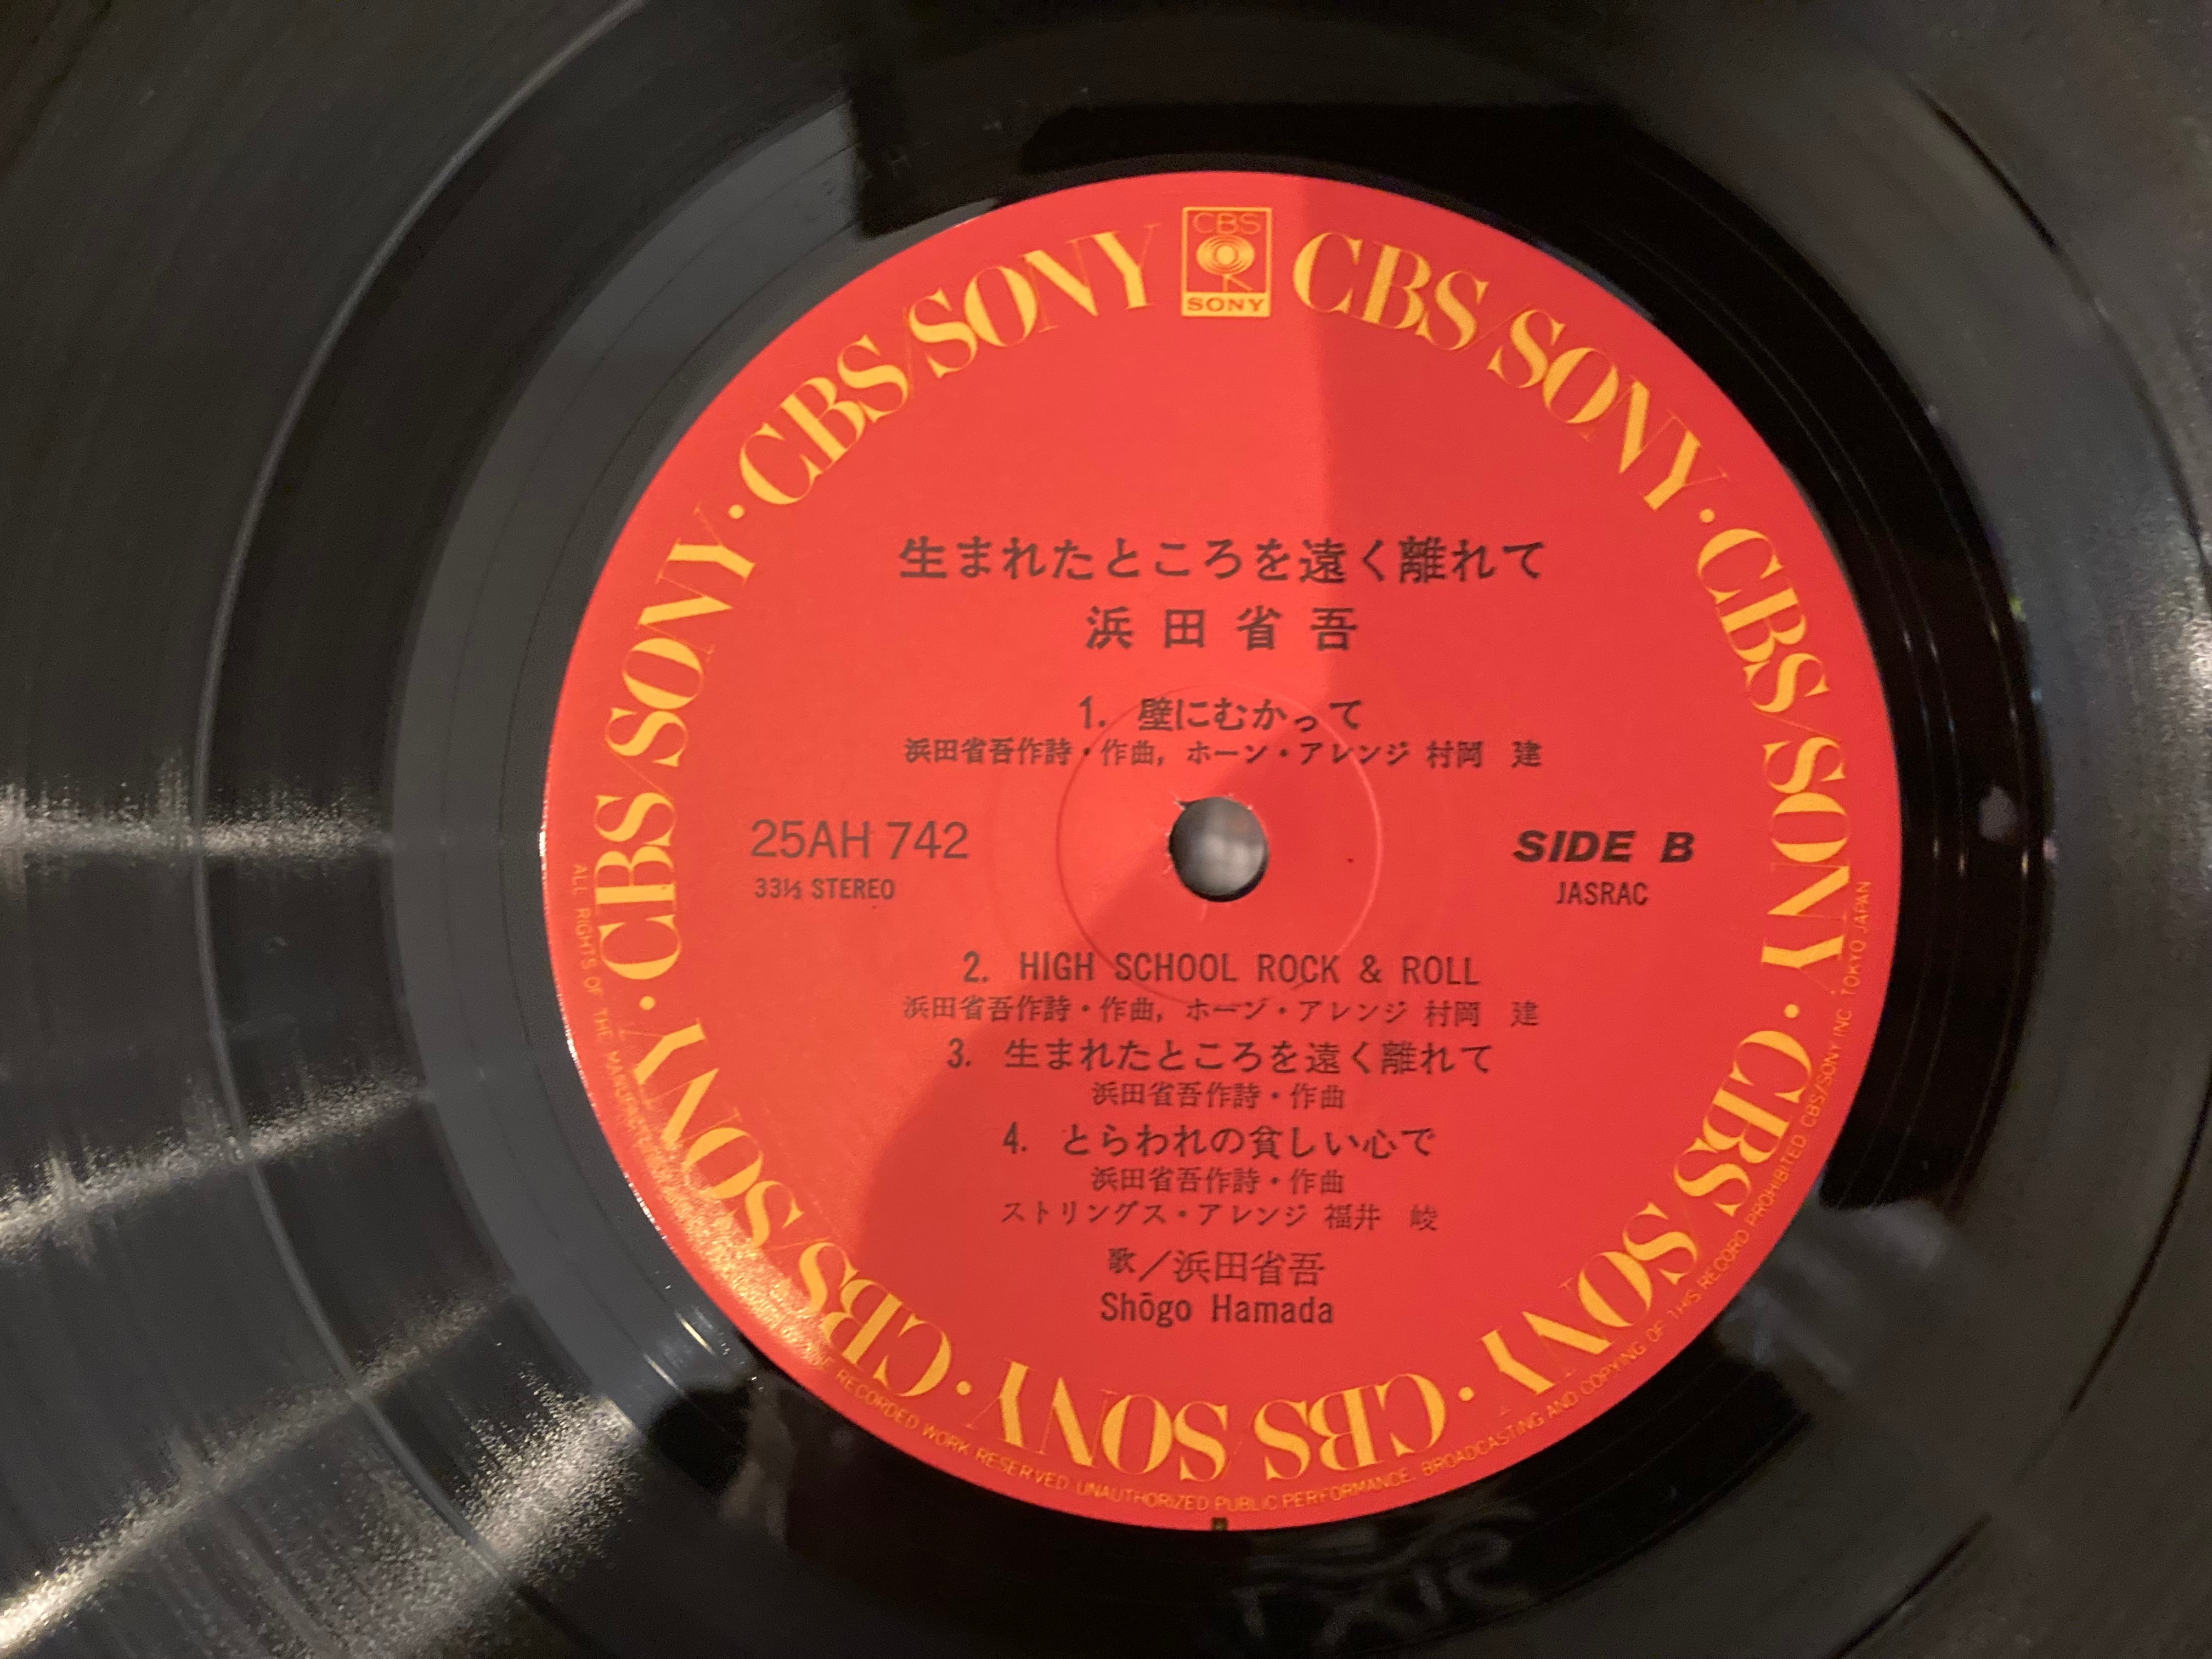 CBS/SONY · CBS/SONY · CBS/SONY · CBS/SONY · CBS/SONY · CBS/SONY · CBS/SONY · CBS/SONY
CBS
SONY
生まれたところを遠く離れて
浜田省吾
1. 壁にむかって
浜田省吾作詩・作曲, ホーン・アレンジ 村岡 建
25AH 742
33⅓ STEREO
SIDE B
JASRAC
2. HIGH SCHOOL ROCK & ROLL
浜田省吾作詩・作曲, ホーン・アレンジ 村岡 建
3. 生まれたところを遠く離れて
浜田省吾作詩・作曲
4. とらわれの貧しい心で
浜田省吾作詩・作曲
ストリングス・アレンジ 福井 峻
歌／浜田省吾
Shōgo Hamada
ALL RIGHTS OF THE RECORDED WORK RESERVED. UNAUTHORIZED PUBLIC PERFORMANCE, BROADCASTING AND COPYING OF THIS RECORD PROHIBITED CBS/SONY INC. TOKYO JAPAN